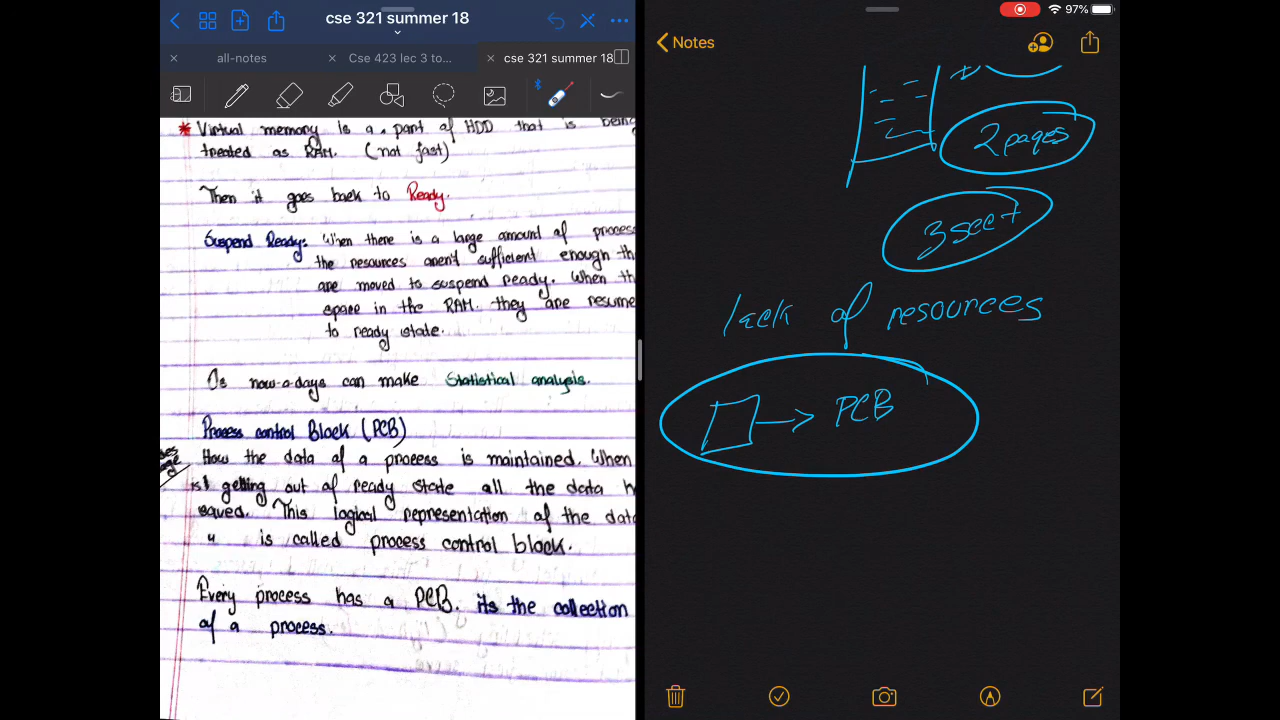 cse 321 summer 18
all-notes
Cse 423 lec 3 to...
cse 321 summer 18
* Virtual memory is a part of HDD that is being
treated as RAM. (not fast)
Then it goes back to Ready.
Suspend Ready: When there is a large amount of process
the resources aren't sufficient enough th
are moved to suspend ready. When th
space in the RAM. they are resume
to ready state.
Os now-a-days can make Statistical analysis.
Process control Block (PCB)
How the data of a process is maintained. When
is getting out of ready state all the data h
saved. This logical representation of the data
" is called process control block.
Every process has a PCB. its the collection
of a process.
97%
Notes
2 pages
3 sec +
lack of resources
→ PCB